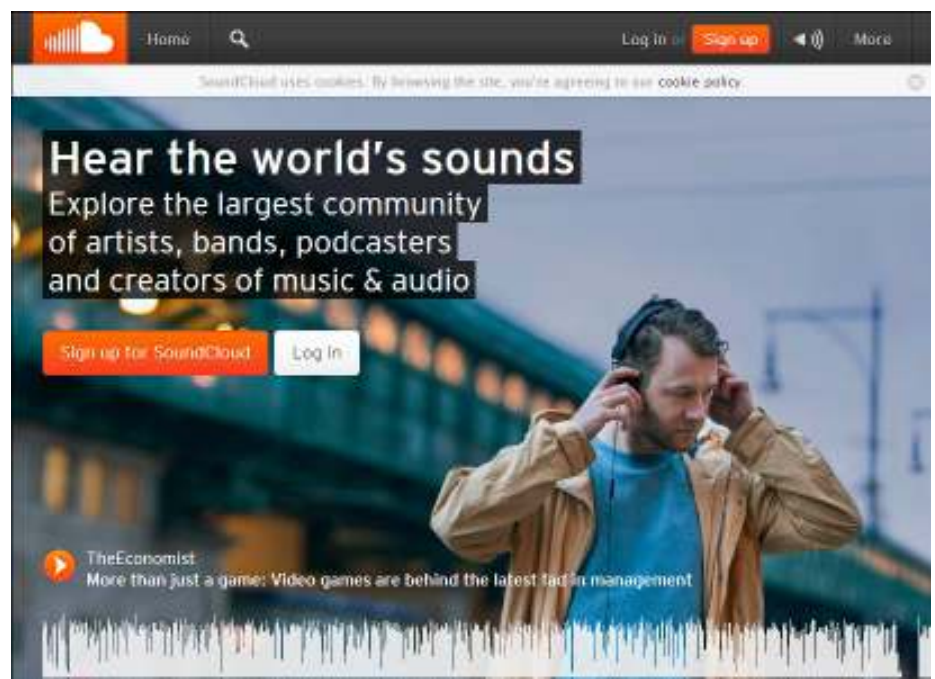 Home
Log in or Sign up
More
SoundCloud uses cookies. By browsing the site, you're agreeing to our cookie policy
Hear the world's sounds
Explore the largest community
of artists, bands, podcasters
and creators of music & audio
Sign up for SoundCloud
Log In
TheEconomist
More than just a game: Video games are behind the latest fad in management